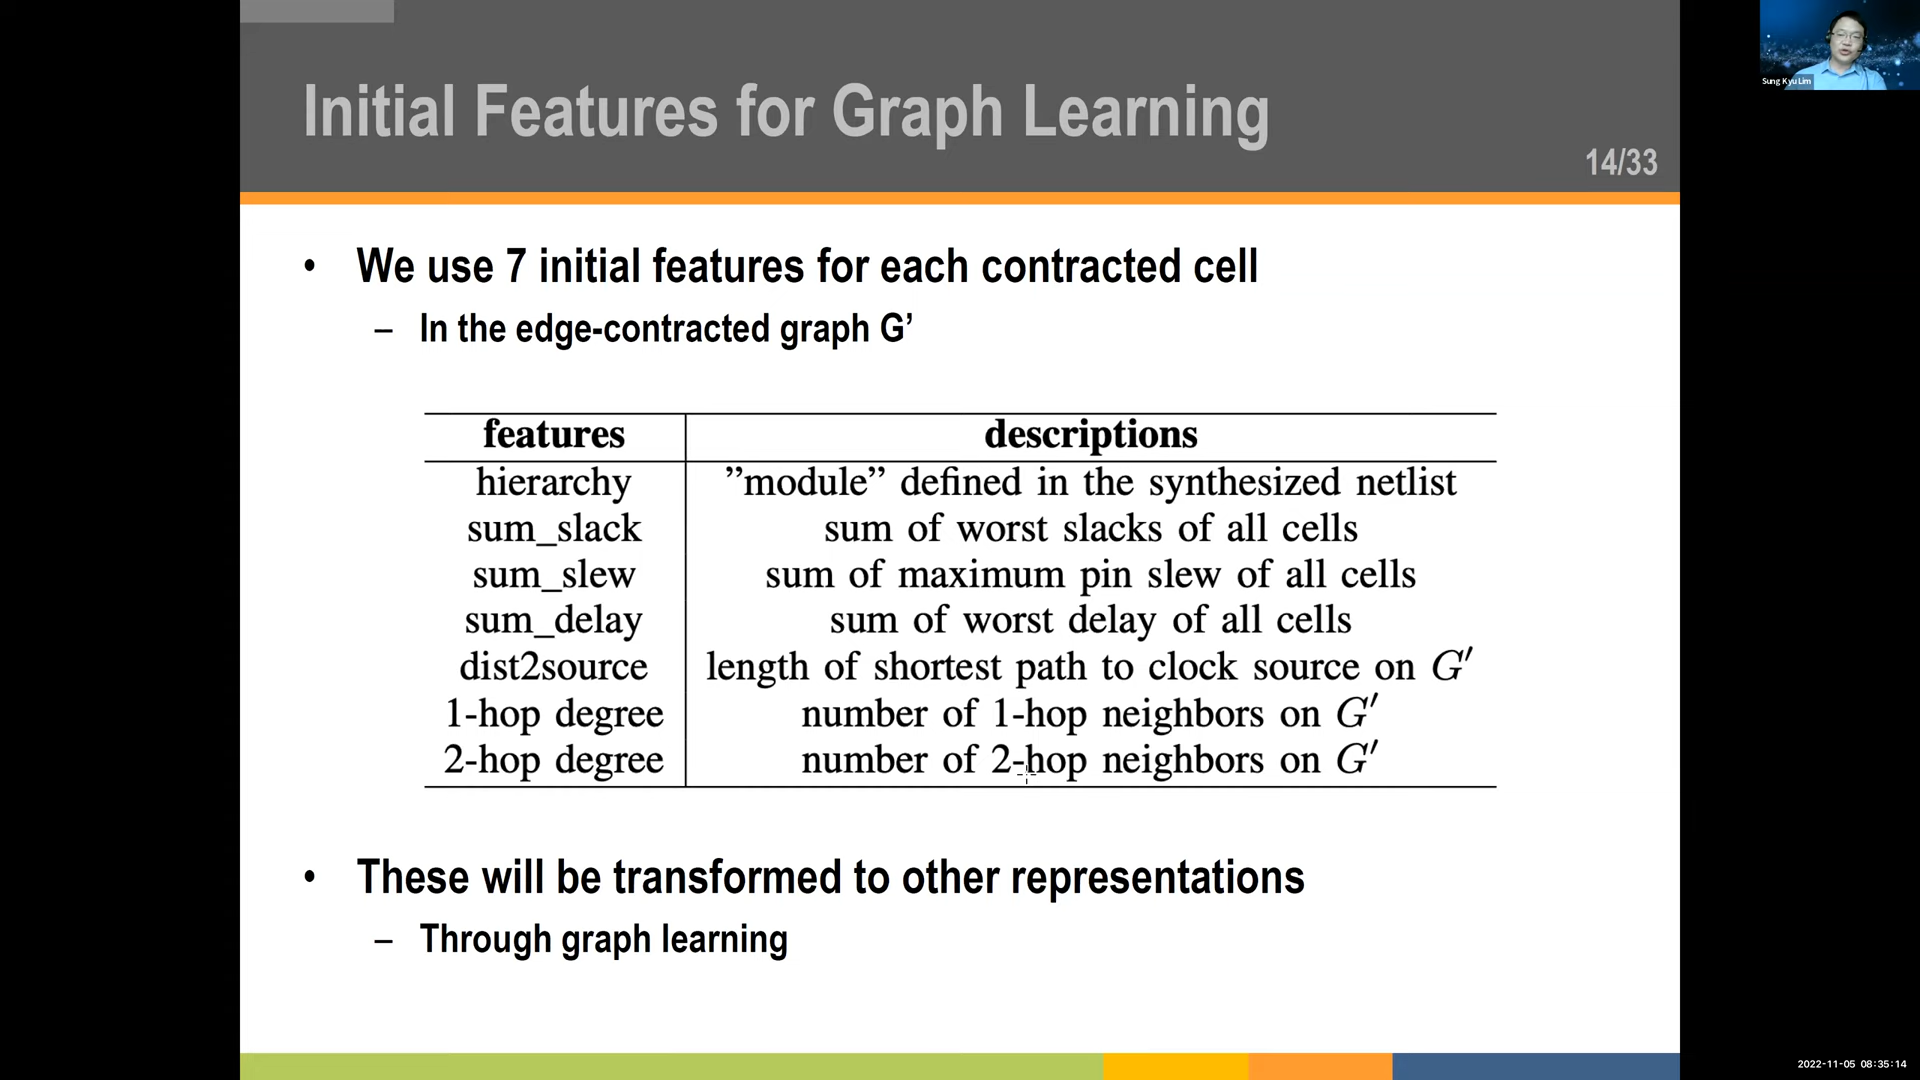 Initial Features for Graph Learning
14/33
Sung Kyu Lim
• We use 7 initial features for each contracted cell
– In the edge-contracted graph G’
features descriptions
hierarchy ”module” defined in the synthesized netlist
sum_slack sum of worst slacks of all cells
sum_slew sum of maximum pin slew of all cells
sum_delay sum of worst delay of all cells
dist2source length of shortest path to clock source on G′
1-hop degree number of 1-hop neighbors on G′
2-hop degree number of 2-hop neighbors on G′
• These will be transformed to other representations
– Through graph learning
2022-11-05 08:35:14